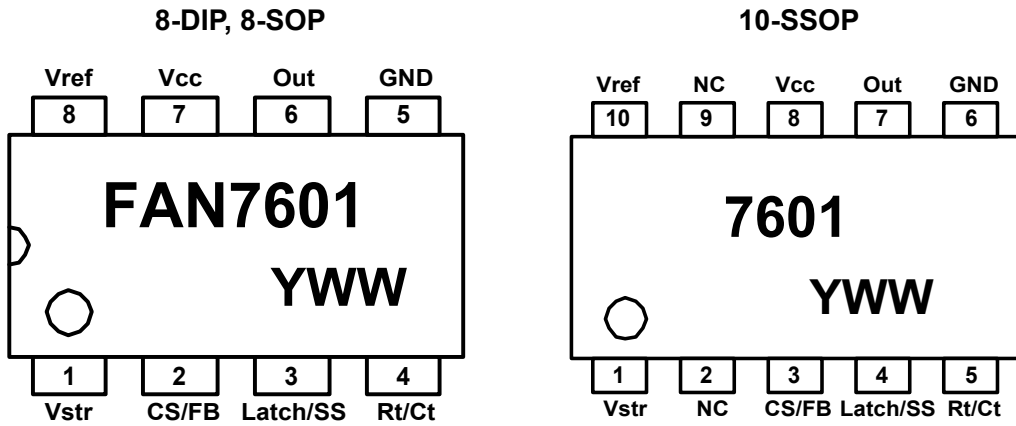 8-DIP, 8-SOP
Vref Vcc Out GND
8 7 6 5
FAN7601
YWW
1 2 3 4
Vstr CS/FB Latch/SS Rt/Ct
10-SSOP
Vref NC Vcc Out GND
10 9 8 7 6
7601
YWW
1 2 3 4 5
Vstr NC CS/FB Latch/SS Rt/Ct